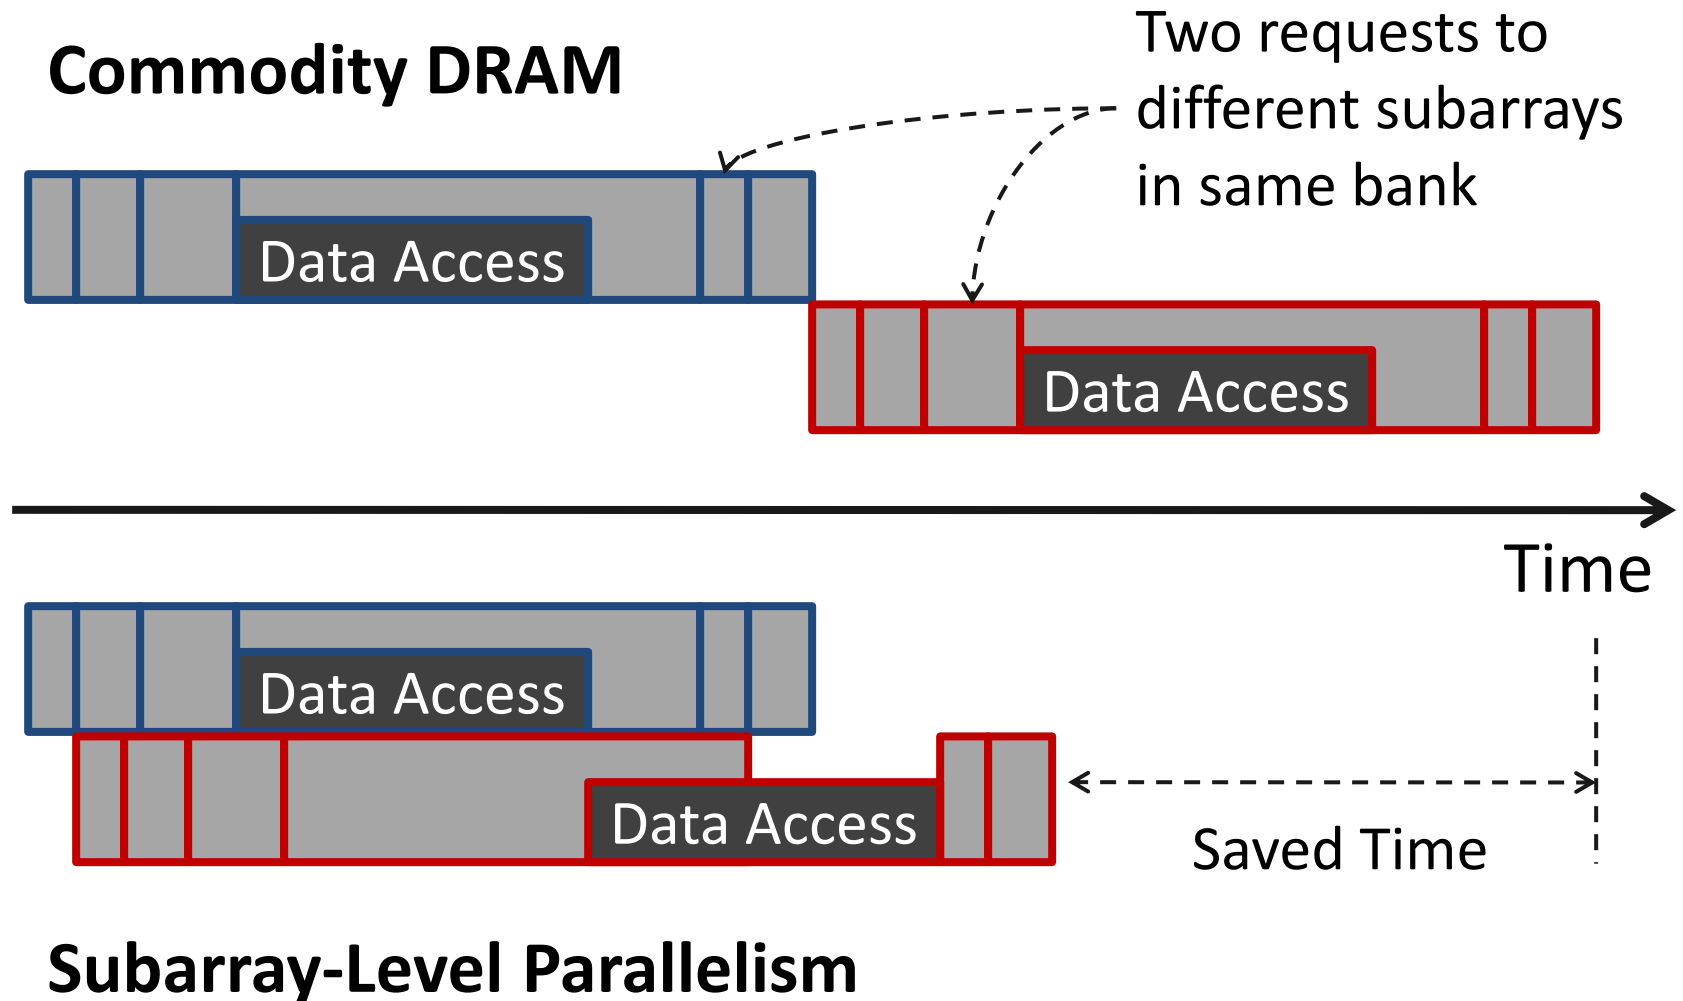 Commodity DRAM
Two requests to
different subarrays
in same bank
Data Access
Data Access
Time
Data Access
Data Access
Saved Time
Subarray-Level Parallelism